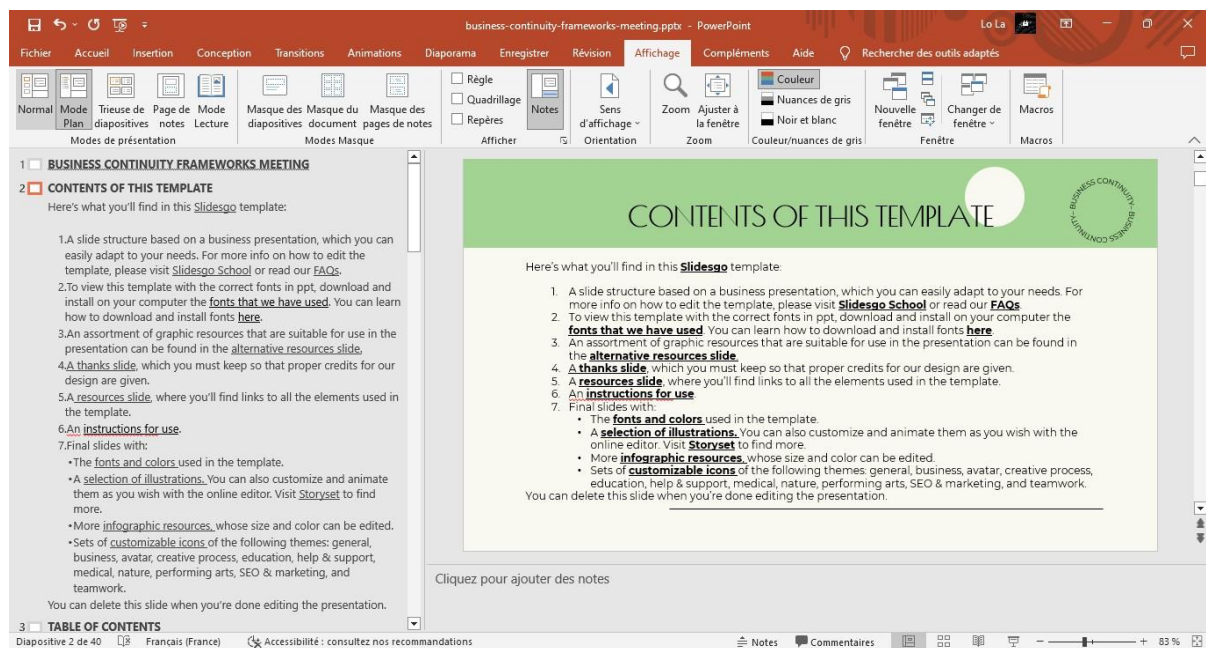 business-continuity-frameworks-meeting.pptx - PowerPoint
Lo La
Fichier Accueil Insertion Conception Transitions Animations Diaporama Enregistrer Révision Affichage Compléments Aide Rechercher des outils adaptés
Normal
Mode Plan
Trieuse de diapositives
Page de notes
Mode Lecture
Modes de présentation
Masque des diapositives
Masque du document
Masque des pages de notes
Modes Masque
Règle
Quadrillage
Repères
Notes
Afficher
Sens d'affichage
Orientation
Zoom
Ajuster à la fenêtre
Zoom
Couleur
Nuances de gris
Noir et blanc
Couleur/nuances de gris
Nouvelle fenêtre
Changer de fenêtre
Fenêtre
Macros
Macros
1 BUSINESS CONTINUITY FRAMEWORKS MEETING
2 CONTENTS OF THIS TEMPLATE
Here's what you'll find in this Slidesgo template:
1.A slide structure based on a business presentation, which you can
easily adapt to your needs. For more info on how to edit the
template, please visit Slidesgo School or read our FAQs.
2.To view this template with the correct fonts in ppt, download and
install on your computer the fonts that we have used. You can learn
how to download and install fonts here.
3.An assortment of graphic resources that are suitable for use in the
presentation can be found in the alternative resources slide.
4.A thanks slide, which you must keep so that proper credits for our
design are given.
5.A resources slide, where you'll find links to all the elements used in
the template.
6.An instructions for use.
7.Final slides with:
•The fonts and colors used in the template.
•A selection of illustrations. You can also customize and animate
them as you wish with the online editor. Visit Storyset to find
more.
•More infographic resources, whose size and color can be edited.
•Sets of customizable icons of the following themes: general,
business, avatar, creative process, education, help & support,
medical, nature, performing arts, SEO & marketing, and
teamwork.
You can delete this slide when you're done editing the presentation.
3 TABLE OF CONTENTS
CONTENTS OF THIS TEMPLATE
BUSINESS CONTINUITY– BUSINESS CONTINUITY–
Here's what you'll find in this Slidesgo template:
1. A slide structure based on a business presentation, which you can easily adapt to your needs. For
more info on how to edit the template, please visit Slidesgo School or read our FAQs.
2. To view this template with the correct fonts in ppt, download and install on your computer the
fonts that we have used. You can learn how to download and install fonts here.
3. An assortment of graphic resources that are suitable for use in the presentation can be found in
the alternative resources slide.
4. A thanks slide, which you must keep so that proper credits for our design are given.
5. A resources slide, where you'll find links to all the elements used in the template.
6. An instructions for use.
7. Final slides with:
• The fonts and colors used in the template.
• A selection of illustrations. You can also customize and animate them as you wish with the
online editor. Visit Storyset to find more.
• More infographic resources, whose size and color can be edited.
• Sets of customizable icons of the following themes: general, business, avatar, creative process,
education, help & support, medical, nature, performing arts, SEO & marketing, and teamwork.
You can delete this slide when you're done editing the presentation.
Cliquez pour ajouter des notes
Diapositive 2 de 40 Français (France) Accessibilité : consultez nos recommandations Notes Commentaires 83 %